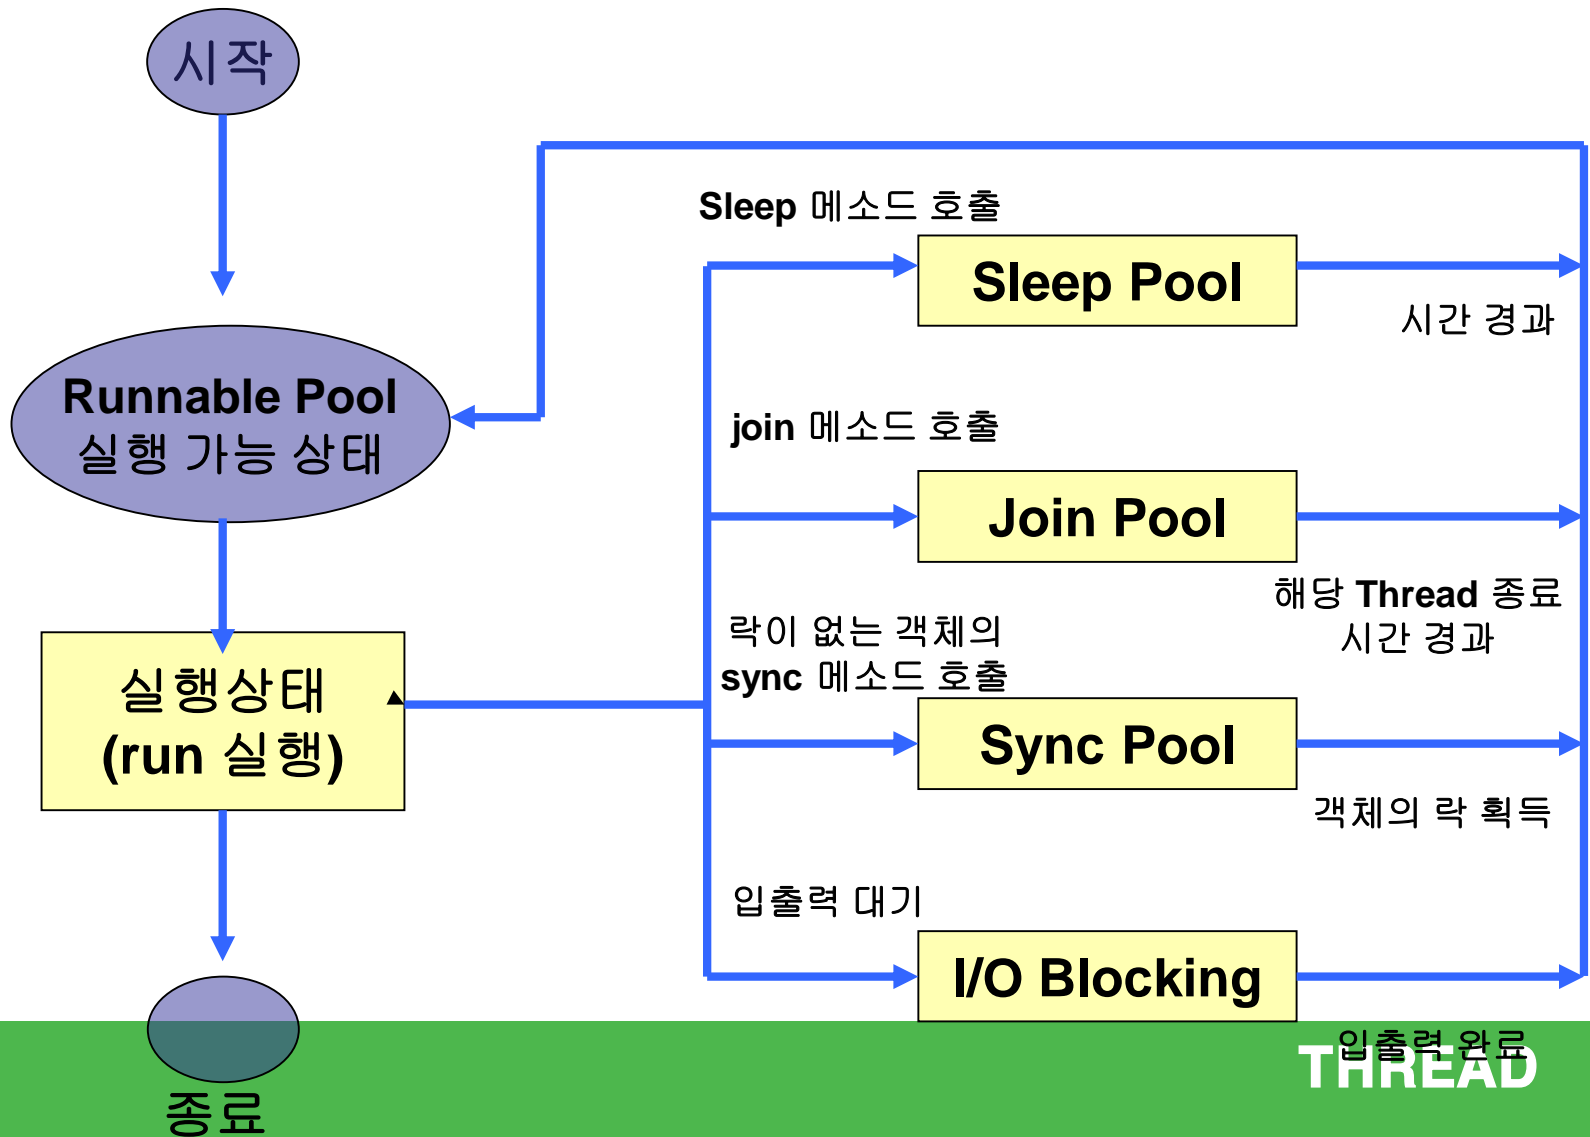 시작
Sleep 메소드 호출
Sleep Pool
시간 경과
Runnable Pool
실행 가능 상태
join 메소드 호출
Join Pool
해당 Thread 종료
시간 경과
락이 없는 객체의
sync 메소드 호출
실행상태
(run 실행)
Sync Pool
객체의 락 획득
입출력 대기
I/O Blocking
입출력 완료
THREAD
종료